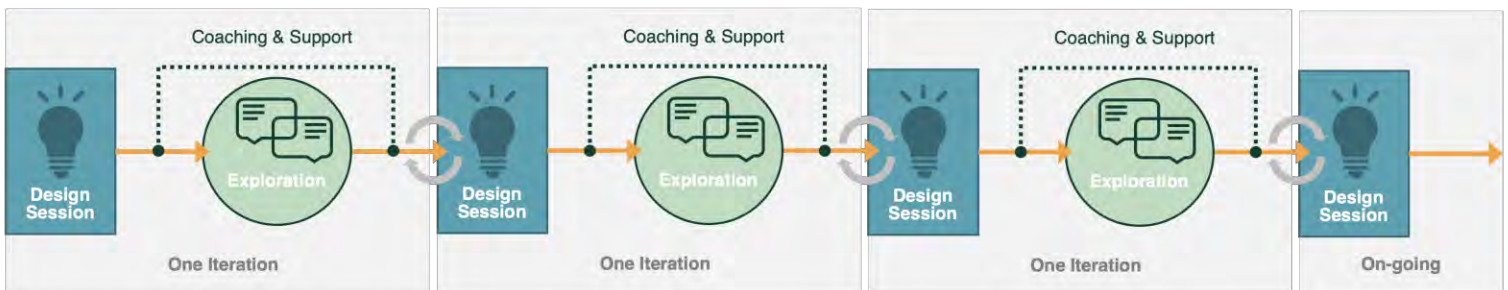 Coaching & Support
Design
Session
Exploration
One Iteration
Coaching & Support
Design
Session
Exploration
One Iteration
Coaching & Support
Design
Session
Exploration
One Iteration
Design
Session
On-going